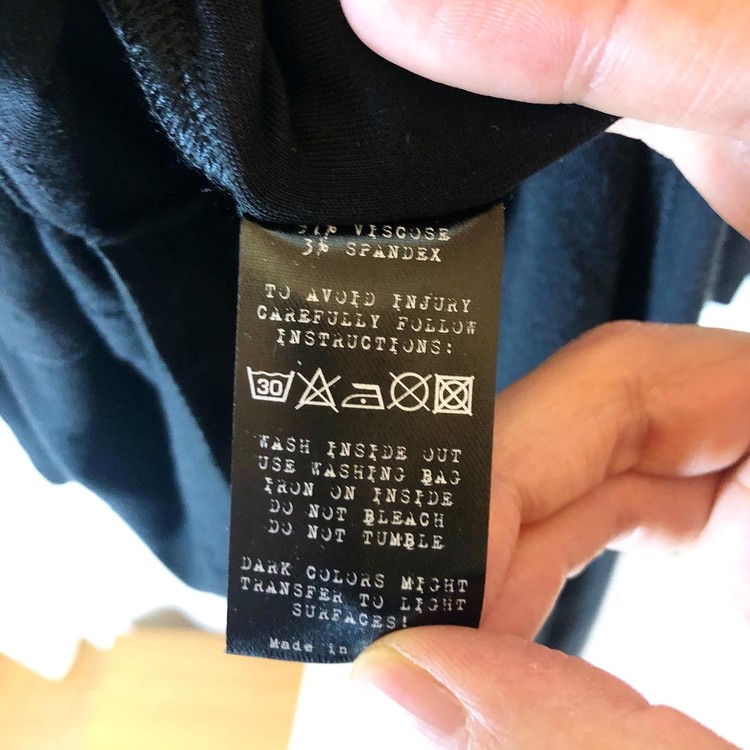 97% VISCOSE
3% SPANDEX
TO AVOID INJURY
CAREFULLY FOLLOW
INSTRUCTIONS:
30
WASH INSIDE OUT
USE WASHING BAG
IRON ON INSIDE
DO NOT BLEACH
DO NOT TUMBLE
DARK COLORS MIGHT
TRANSFER TO LIGHT
SURFACES!
Made in